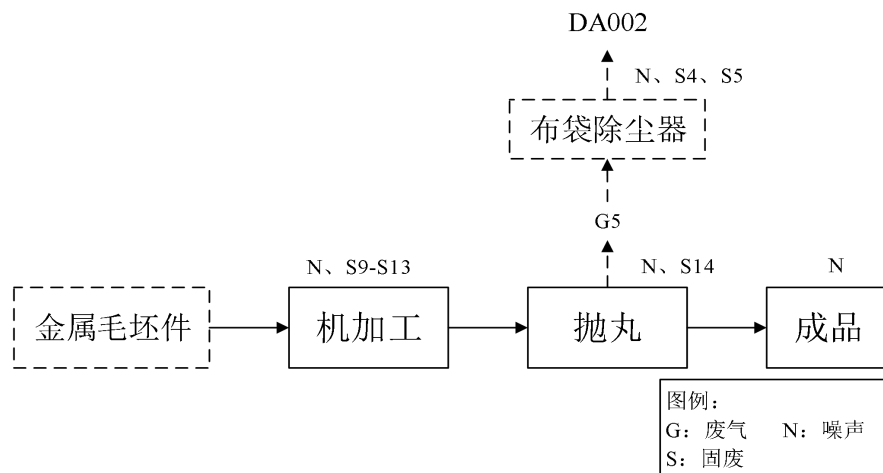 DA002
N、S4、S5
布袋除尘器
G5
N、S9-S13
N、S14
N
金属毛坯件
机加工
抛丸
成品
图例：
G：废气 N：噪声
S：固废